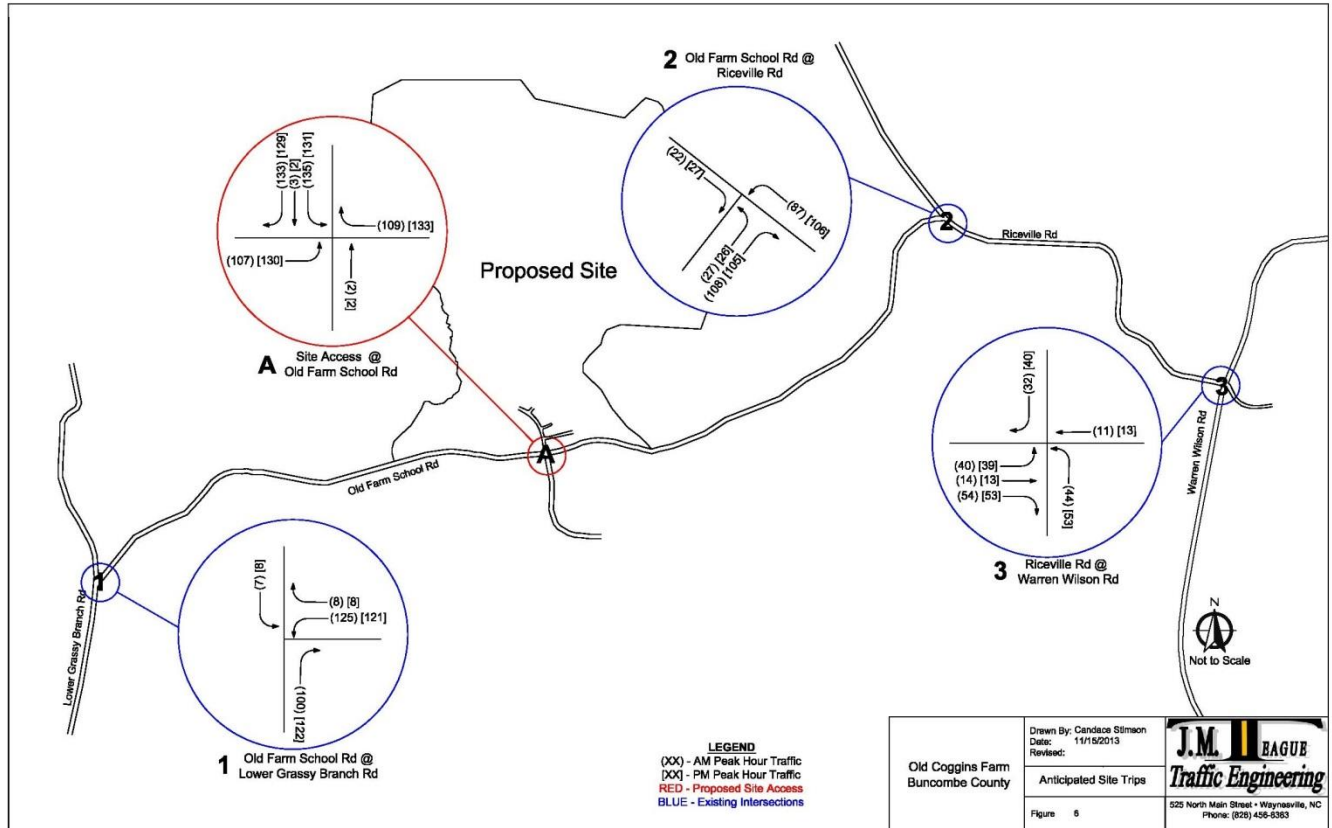 2 Old Farm School Rd @
Riceville Rd
(22) [27]
(87) [106]
(27) [26]
(108) [105]
(133) [129]
(3) [2]
(135) [131]
(109) [133]
(107) [130]
(2) [2]
A Site Access @
Old Farm School Rd
Proposed Site
2
Riceville Rd
3
A
Old Farm School Rd
Warren Wilson Rd
(32) [40]
(11) [13]
(40) [39]
(14) [13]
(54) [53]
(44) [53]
3 Riceville Rd @
Warren Wilson Rd
1
Lower Grassy Branch Rd
(7) [8]
(8) [8]
(125) [121]
(100) [122]
1 Old Farm School Rd @
Lower Grassy Branch Rd
N
Not to Scale
LEGEND
(XX) - AM Peak Hour Traffic
[XX] - PM Peak Hour Traffic
RED - Proposed Site Access
BLUE - Existing Intersections
Old Coggins Farm
Buncombe County
Drawn By: Candace Stimson
Date: 11/15/2013
Revised:
Anticipated Site Trips
Figure 6
J.M. TEAGUE
Traffic Engineering
525 North Main Street • Waynesville, NC
Phone: (828) 456-8383